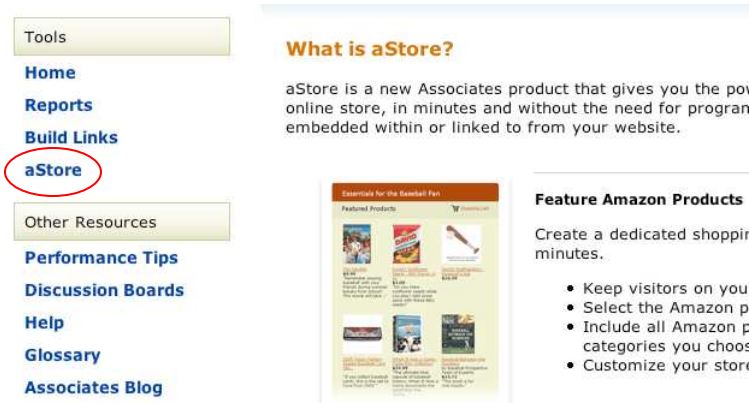 Tools
Home
Reports
Build Links
aStore
Other Resources
Performance Tips
Discussion Boards
Help
Glossary
Associates Blog
What is aStore?
aStore is a new Associates product that gives you the pow
online store, in minutes and without the need for program
embedded within or linked to from your website.
Essentials for the Baseball Fan
Featured Products
Feature Amazon Products
Create a dedicated shoppin
minutes.
• Keep visitors on you
• Select the Amazon p
• Include all Amazon p
categories you choos
• Customize your store